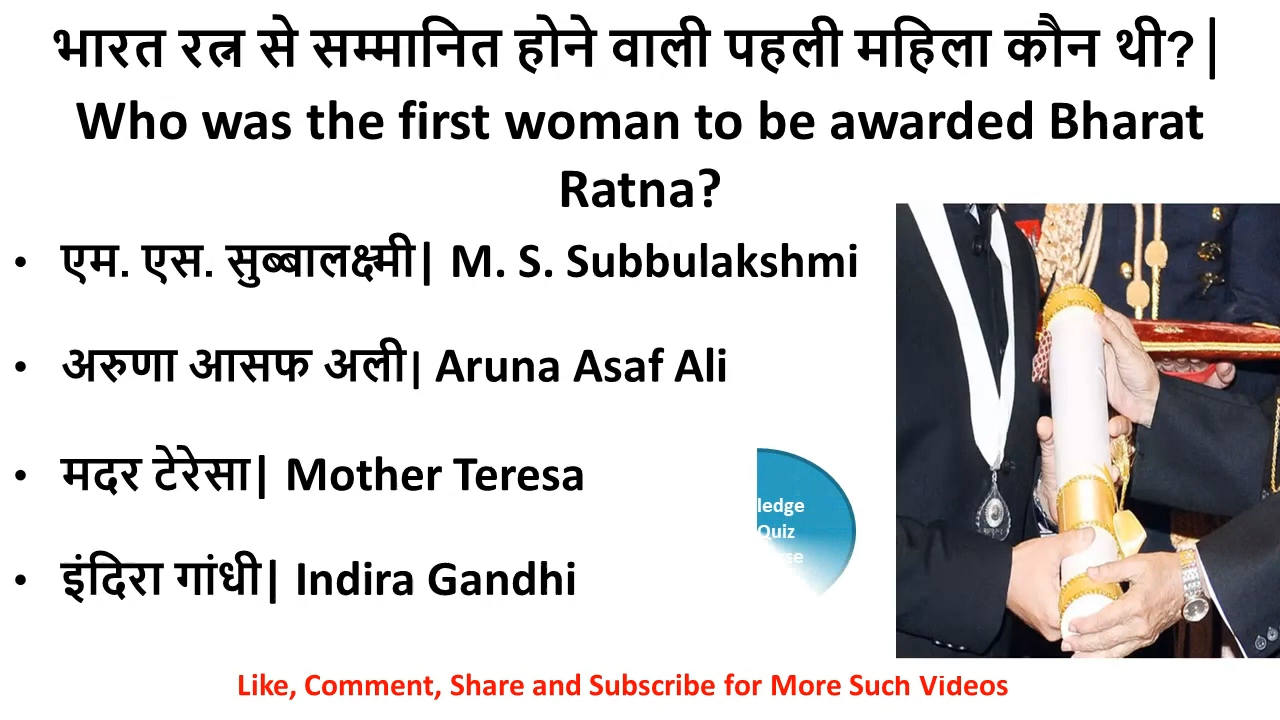 भारत रत्न से सम्मानित होने वाली पहली महिला कौन थी?|
Who was the first woman to be awarded Bharat
Ratna?
• एम. एस. सुब्बालक्ष्मी| M. S. Subbulakshmi
• अरुणा आसफ अली| Aruna Asaf Ali
• मदर टेरेसा| Mother Teresa
• इंदिरा गांधी| Indira Gandhi
ledge
Quiz
Like, Comment, Share and Subscribe for More Such Videos